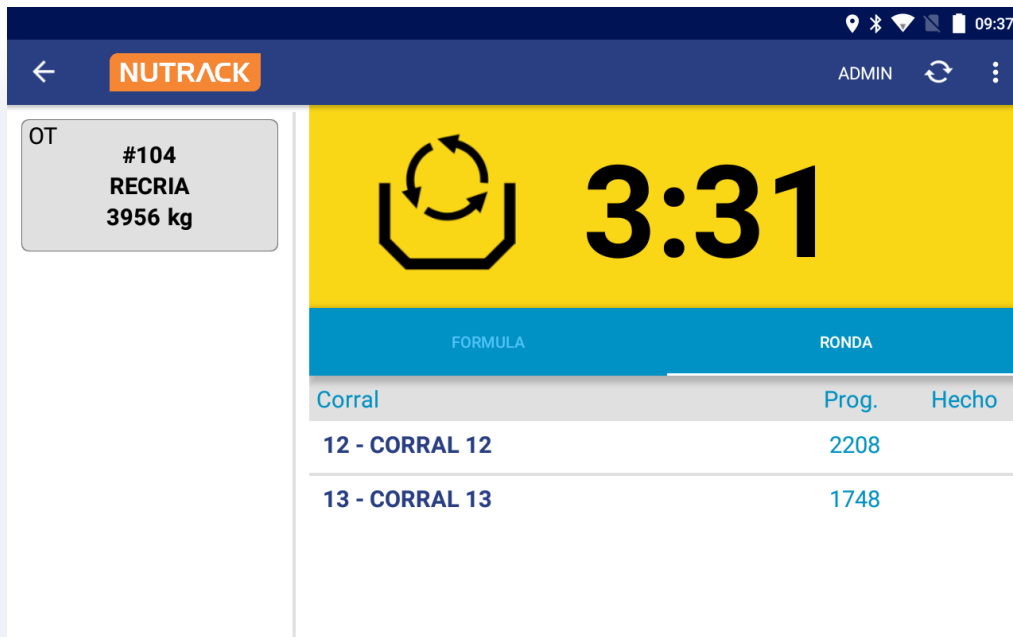 09:37
NUTRACK
ADMIN
OT
#104
RECRIA
3956 kg
3:31
FORMULA
RONDA
Corral Prog. Hecho
12 - CORRAL 12 2208
13 - CORRAL 13 1748